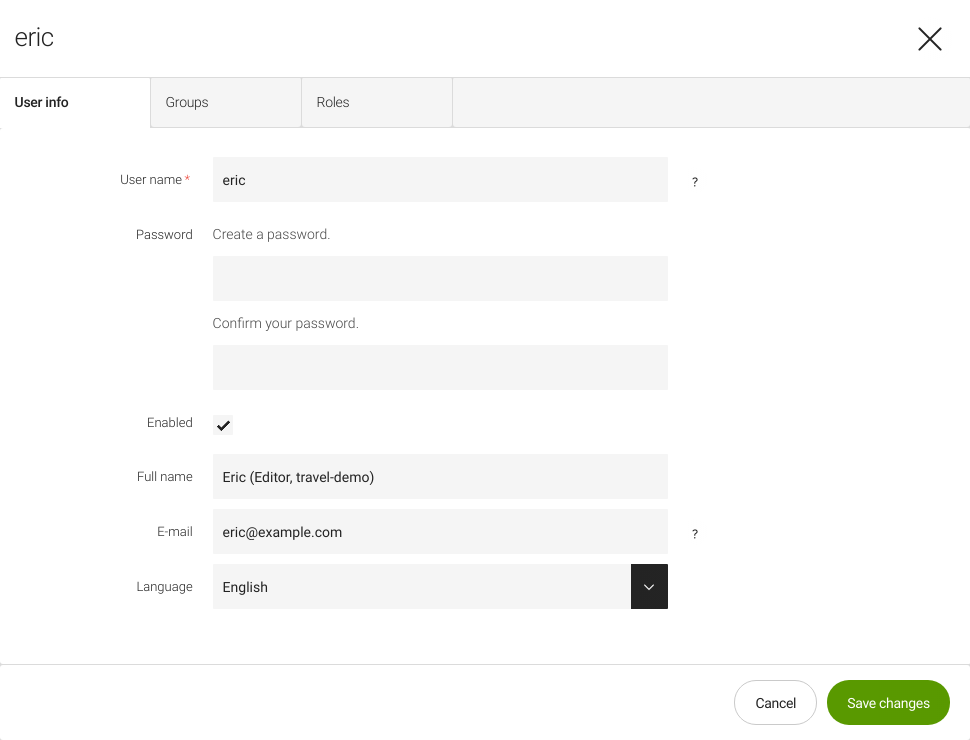 eric
User info Groups Roles
User name * eric ?
Password Create a password.
Confirm your password.
Enabled
Full name Eric (Editor, travel-demo)
E-mail eric@example.com ?
Language English
Cancel Save changes